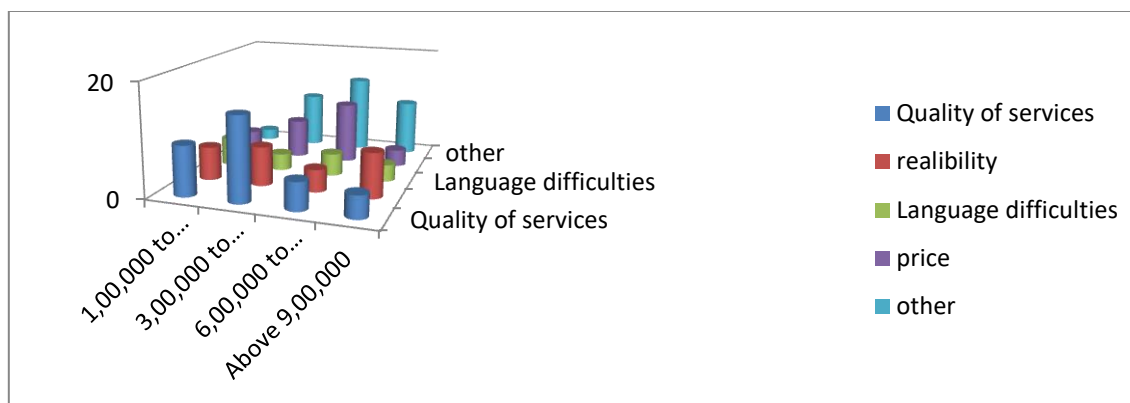 20
0
other
Language difficulties
Quality of services
1,00,000 to...
3,00,000 to...
6,00,000 to...
Above 9,00,000
Quality of services
realibility
Language difficulties
price
other